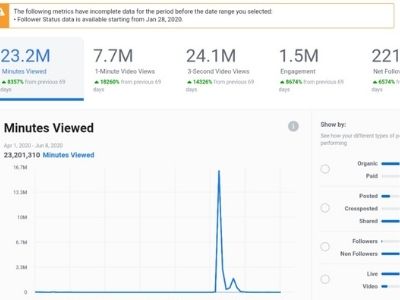 The following metrics have incomplete data for the period before the date range you selected:
• Follower Status data is available starting from Jan 28, 2020.
23.2M
7.7M
24.1M
1.5M
221
Minutes Viewed
1-Minute Video Views
3-Second Video Views
Engagement
Net Follo
8357% from previous 69 days
18260% from previous 69 days
14326% from previous 69 days
8674% from previous 69 days
6574% fr
days
Minutes Viewed
Apr 1, 2020 - Jun 8, 2020
23,201,310 Minutes Viewed
16.7M
13M
10M
6.7M
3.3M
0
Show by:
See how your different types of p
performing
Organic
Paid
Posted
Crossposted
Shared
Followers
Non Followers
Live
Video